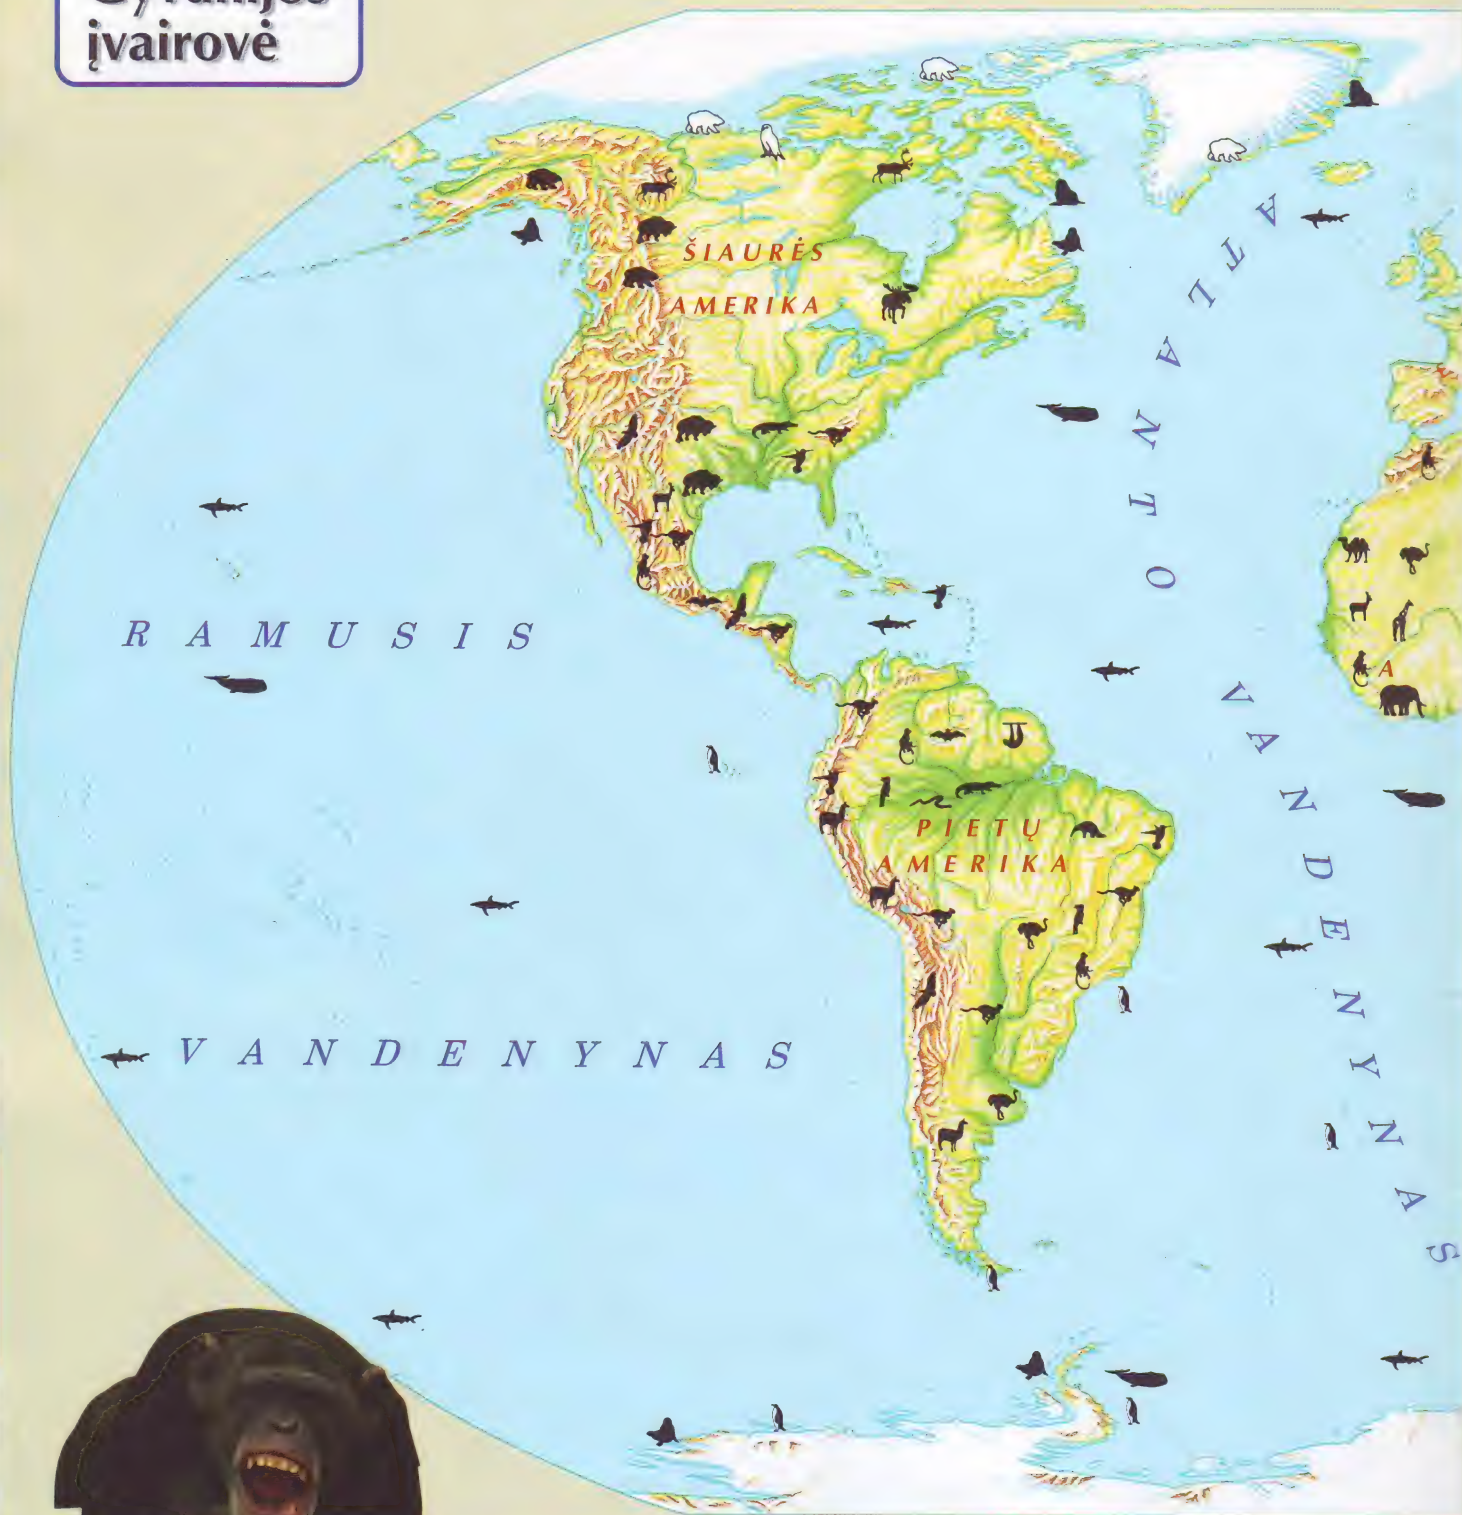 įvairovė
ŠIAURĖS
AMERIKA
ATLANTO
RAMUSIS
A
VANDENYNAS
PIETŲ
AMERIKA
VANDENYNAS